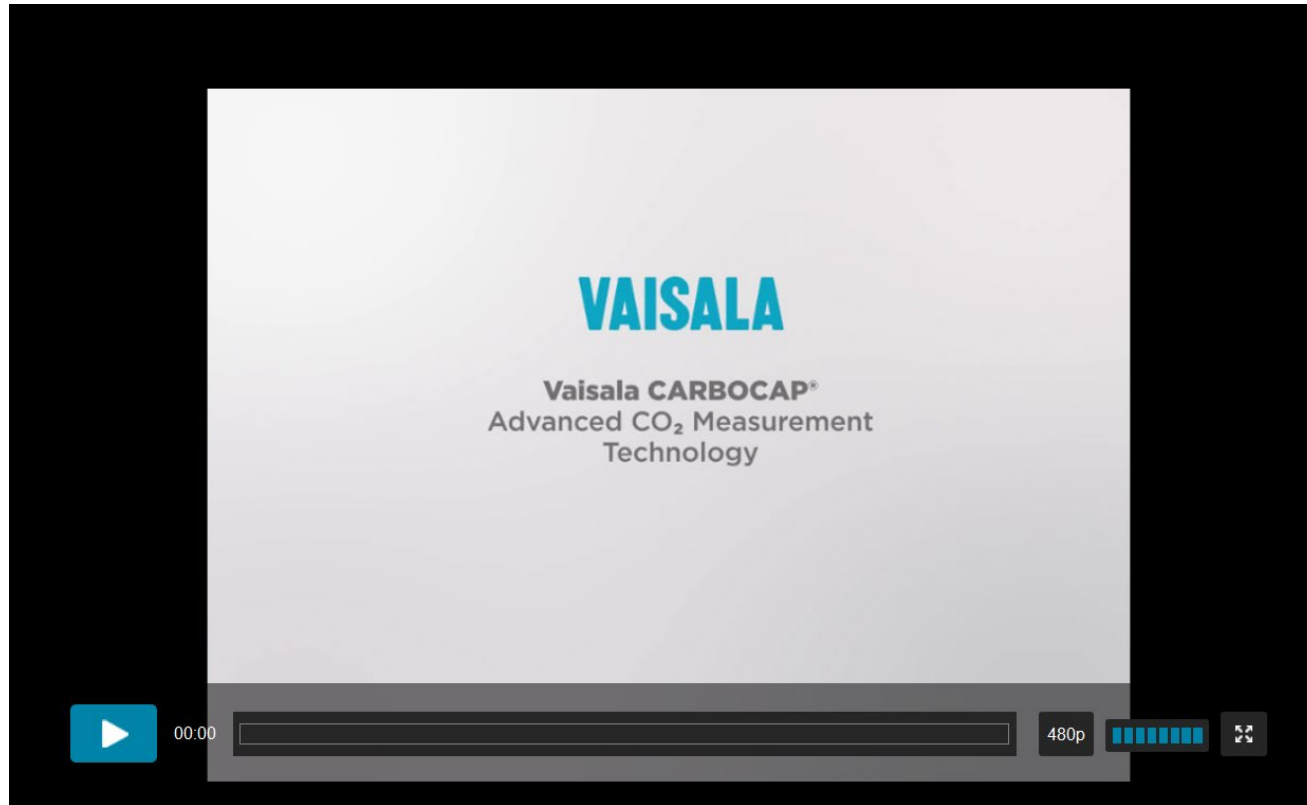 VAISALA
Vaisala CARBOCAP®
Advanced CO₂ Measurement
Technology
00:00
480p